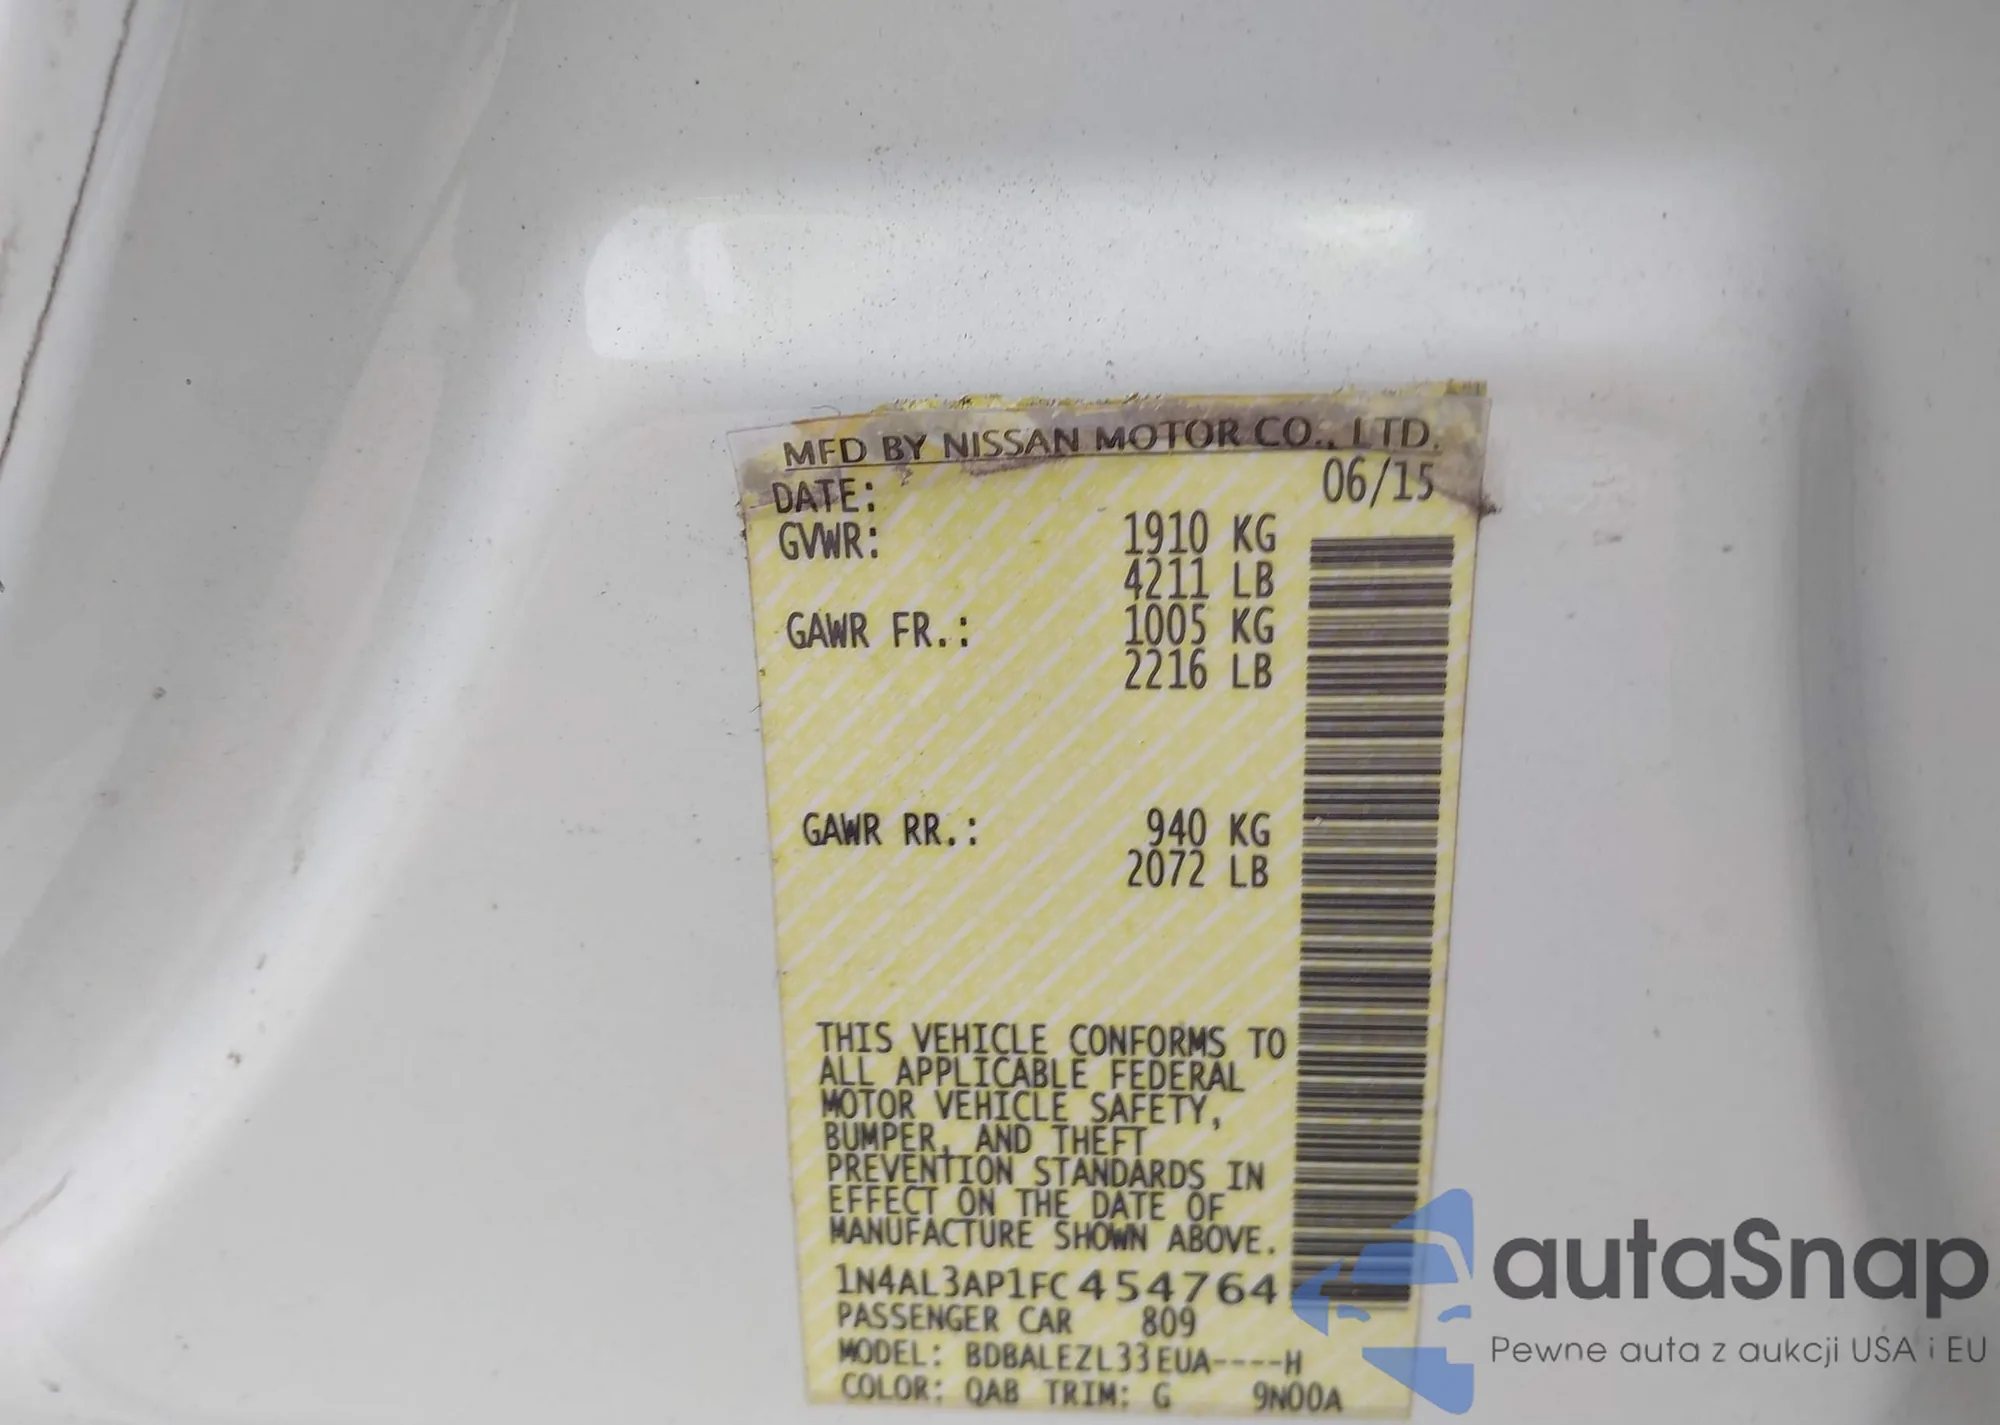 MFD BY NISSAN MOTOR CO., LTD.
DATE: 06/15
GVWR: 1910 KG
4211 LB
GAWR FR.: 1005 KG
2216 LB
GAWR RR.: 940 KG
2072 LB
THIS VEHICLE CONFORMS TO
ALL APPLICABLE FEDERAL
MOTOR VEHICLE SAFETY,
BUMPER, AND THEFT
PREVENTION STANDARDS IN
EFFECT ON THE DATE OF
MANUFACTURE SHOWN ABOVE.
1N4AL3AP1FC454764
PASSENGER CAR 809
MODEL: BDBALEZL33EUA----H
COLOR: QAB TRIM: G 9N00A
autaSnap
Pewne auta z aukcji USA i EU